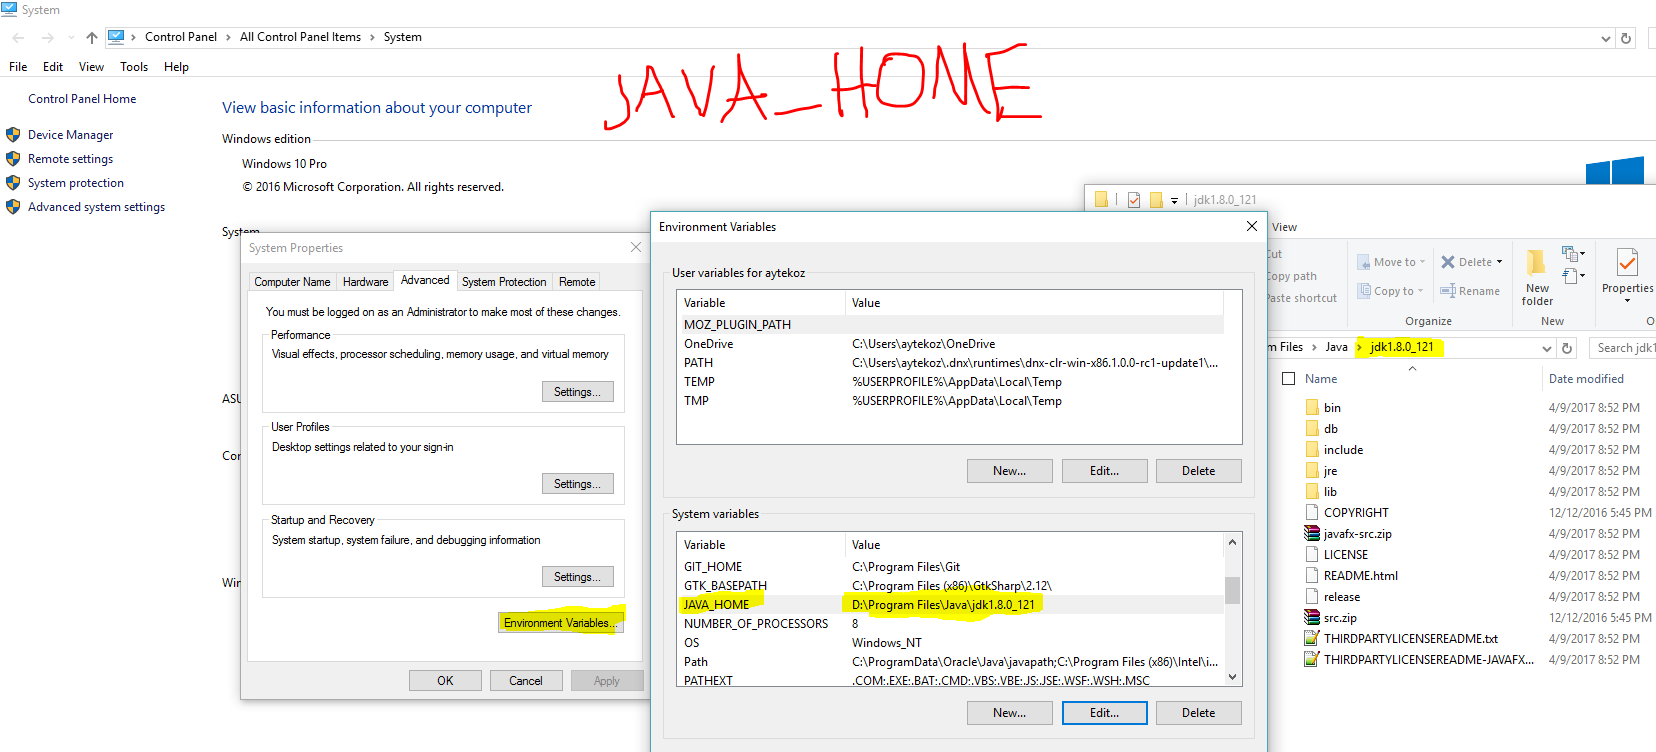 System
Control Panel > All Control Panel Items > System
File Edit View Tools Help
JAVA_HOME
Control Panel Home
Device Manager
Remote settings
System protection
Advanced system settings
View basic information about your computer
Windows edition
Windows 10 Pro
© 2016 Microsoft Corporation. All rights reserved.
System
System Properties
Computer Name Hardware Advanced System Protection Remote
You must be logged on as an Administrator to make most of these changes.
Performance
Visual effects, processor scheduling, memory usage, and virtual memory
Settings...
User Profiles
Desktop settings related to your sign-in
Settings...
Startup and Recovery
System startup, system failure, and debugging information
Settings...
Environment Variables...
OK Cancel Apply
Environment Variables
User variables for aytekoz
Variable Value
MOZ_PLUGIN_PATH
OneDrive C:\Users\aytekoz\OneDrive
PATH C:\Users\aytekoz\.dnx\runtimes\dnx-clr-win-x86.1.0.0-rc1-update1\...
TEMP %USERPROFILE%\AppData\Local\Temp
TMP %USERPROFILE%\AppData\Local\Temp
New... Edit... Delete
System variables
Variable Value
GIT_HOME C:\Program Files\Git
GTK_BASEPATH C:\Program Files (x86)\GtkSharp\2.12\
JAVA_HOME D:\Program Files\Java\jdk1.8.0_121
NUMBER_OF_PROCESSORS 8
OS Windows_NT
Path C:\ProgramData\Oracle\Java\javapath;C:\Program Files (x86)\Intel\i...
PATHEXT .COM;.EXE;.BAT;.CMD;.VBS;.VBE;.JS;.JSE;.WSF;.WSH;.MSC
New... Edit... Delete
jdk1.8.0_121
View
Cut
Copy path
Paste shortcut
Move to
Copy to
Delete
Rename
Organize
New
folder
New
Properties
O
m Files > Java > jdk1.8.0_121
Search jdk1
Name Date modified
bin 4/9/2017 8:52 PM
db 4/9/2017 8:52 PM
include 4/9/2017 8:52 PM
jre 4/9/2017 8:52 PM
lib 4/9/2017 8:52 PM
COPYRIGHT 12/12/2016 5:45 PM
javafx-src.zip 4/9/2017 8:52 PM
LICENSE 4/9/2017 8:52 PM
README.html 4/9/2017 8:52 PM
release 4/9/2017 8:52 PM
src.zip 12/12/2016 5:45 PM
THIRDPARTYLICENSEREADME.txt 4/9/2017 8:52 PM
THIRDPARTYLICENSEREADME-JAVAFX... 4/9/2017 8:52 PM